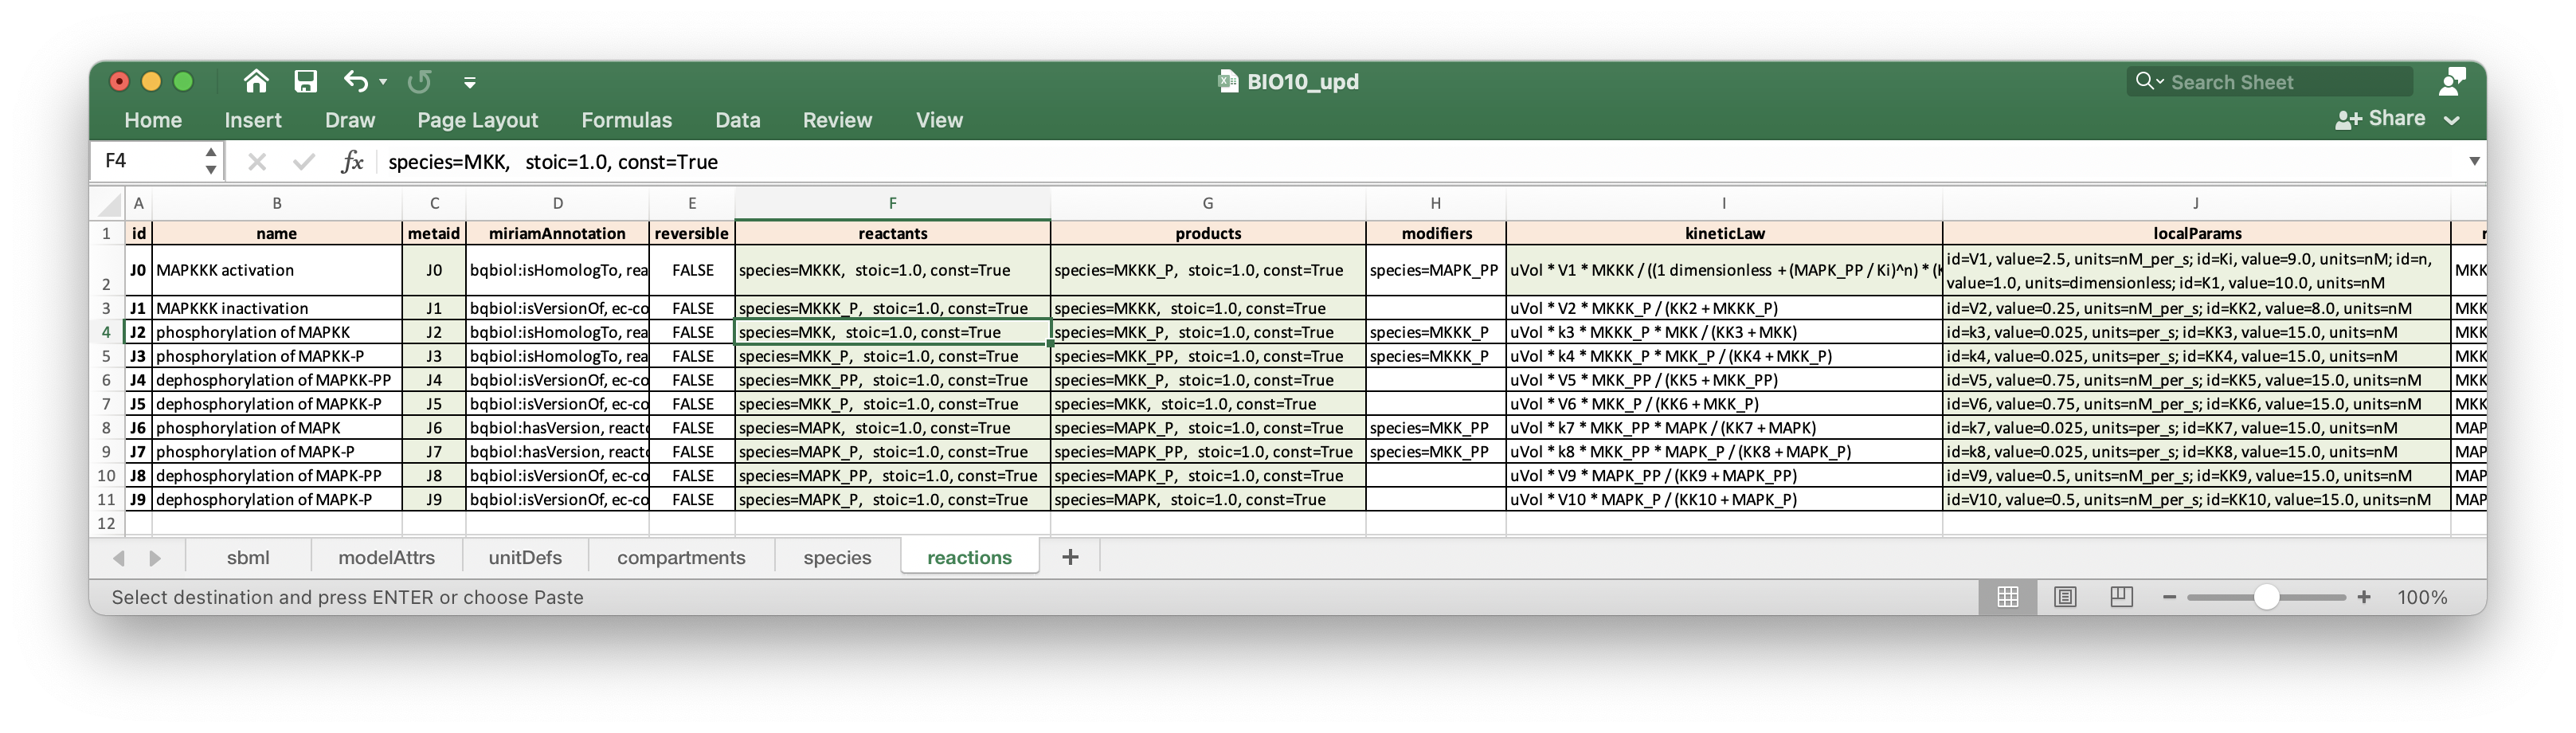 BIO10_upd
Search Sheet
Home Insert Draw Page Layout Formulas Data Review View Share
F4 fx species=MKK, stoic=1.0, const=True
A B C D E F G H I J
1 id name metaid miriamAnnotation reversible reactants products modifiers kineticLaw localParams
2 J0 MAPKKK activation J0 bqbiol:isHomologTo, rea FALSE species=MKKK, stoic=1.0, const=True species=MKKK_P, stoic=1.0, const=True species=MAPK_PP uVol * V1 * MKKK / ((1 dimensionless + (MAPK_PP / Ki)^n) * (K id=V1, value=2.5, units=nM_per_s; id=Ki, value=9.0, units=nM; id=n, MKK
value=1.0, units=dimensionless; id=K1, value=10.0, units=nM
3 J1 MAPKKK inactivation J1 bqbiol:isVersionOf, ec-co FALSE species=MKKK_P, stoic=1.0, const=True species=MKKK, stoic=1.0, const=True uVol * V2 * MKKK_P / (KK2 + MKKK_P) id=V2, value=0.25, units=nM_per_s; id=KK2, value=8.0, units=nM MKK
4 J2 phosphorylation of MAPKK J2 bqbiol:isHomologTo, rea FALSE species=MKK, stoic=1.0, const=True species=MKK_P, stoic=1.0, const=True species=MKKK_P uVol * k3 * MKKK_P * MKK / (KK3 + MKK) id=k3, value=0.025, units=per_s; id=KK3, value=15.0, units=nM MKK
5 J3 phosphorylation of MAPKK-P J3 bqbiol:isHomologTo, rea FALSE species=MKK_P, stoic=1.0, const=True species=MKK_PP, stoic=1.0, const=True species=MKKK_P uVol * k4 * MKKK_P * MKK_P / (KK4 + MKK_P) id=k4, value=0.025, units=per_s; id=KK4, value=15.0, units=nM MKK
6 J4 dephosphorylation of MAPKK-PP J4 bqbiol:isVersionOf, ec-co FALSE species=MKK_PP, stoic=1.0, const=True species=MKK_P, stoic=1.0, const=True uVol * V5 * MKK_PP / (KK5 + MKK_PP) id=V5, value=0.75, units=nM_per_s; id=KK5, value=15.0, units=nM MKK
7 J5 dephosphorylation of MAPKK-P J5 bqbiol:isVersionOf, ec-co FALSE species=MKK_P, stoic=1.0, const=True species=MKK, stoic=1.0, const=True uVol * V6 * MKK_P / (KK6 + MKK_P) id=V6, value=0.75, units=nM_per_s; id=KK6, value=15.0, units=nM MKK
8 J6 phosphorylation of MAPK J6 bqbiol:hasVersion, reacto FALSE species=MAPK, stoic=1.0, const=True species=MAPK_P, stoic=1.0, const=True species=MKK_PP uVol * k7 * MKK_PP * MAPK / (KK7 + MAPK) id=k7, value=0.025, units=per_s; id=KK7, value=15.0, units=nM MAP
9 J7 phosphorylation of MAPK-P J7 bqbiol:hasVersion, reacto FALSE species=MAPK_P, stoic=1.0, const=True species=MAPK_PP, stoic=1.0, const=True species=MKK_PP uVol * k8 * MKK_PP * MAPK_P / (KK8 + MAPK_P) id=k8, value=0.025, units=per_s; id=KK8, value=15.0, units=nM MAP
10 J8 dephosphorylation of MAPK-PP J8 bqbiol:isVersionOf, ec-co FALSE species=MAPK_PP, stoic=1.0, const=True species=MAPK_P, stoic=1.0, const=True uVol * V9 * MAPK_PP / (KK9 + MAPK_PP) id=V9, value=0.5, units=nM_per_s; id=KK9, value=15.0, units=nM MAP
11 J9 dephosphorylation of MAPK-P J9 bqbiol:isVersionOf, ec-co FALSE species=MAPK_P, stoic=1.0, const=True species=MAPK, stoic=1.0, const=True uVol * V10 * MAPK_P / (KK10 + MAPK_P) id=V10, value=0.5, units=nM_per_s; id=KK10, value=15.0, units=nM MAP
12
sbml modelAttrs unitDefs compartments species reactions +
Select destination and press ENTER or choose Paste 100%